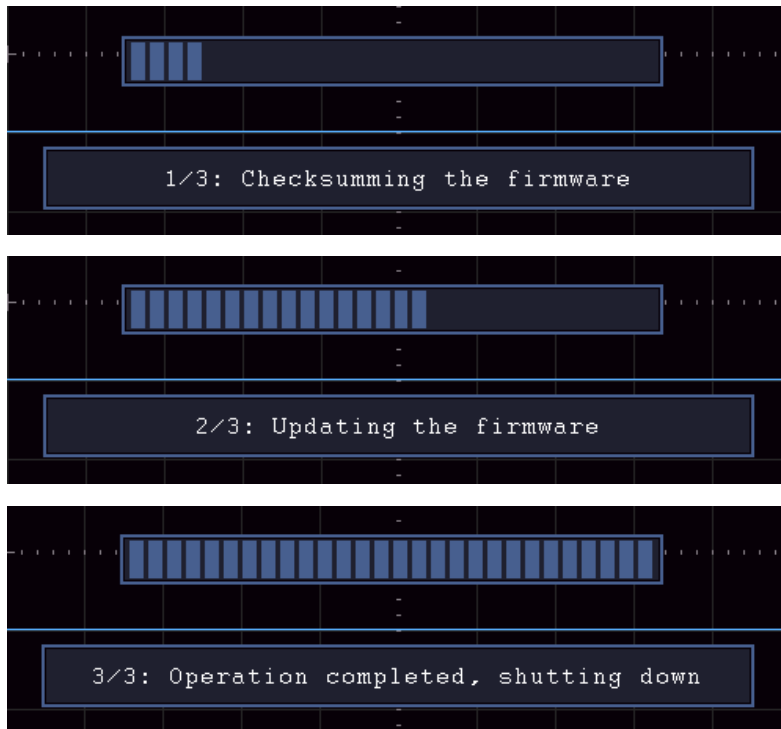 1/3: Checksumming the firmware
2/3: Updating the firmware
3/3: Operation completed, shutting down